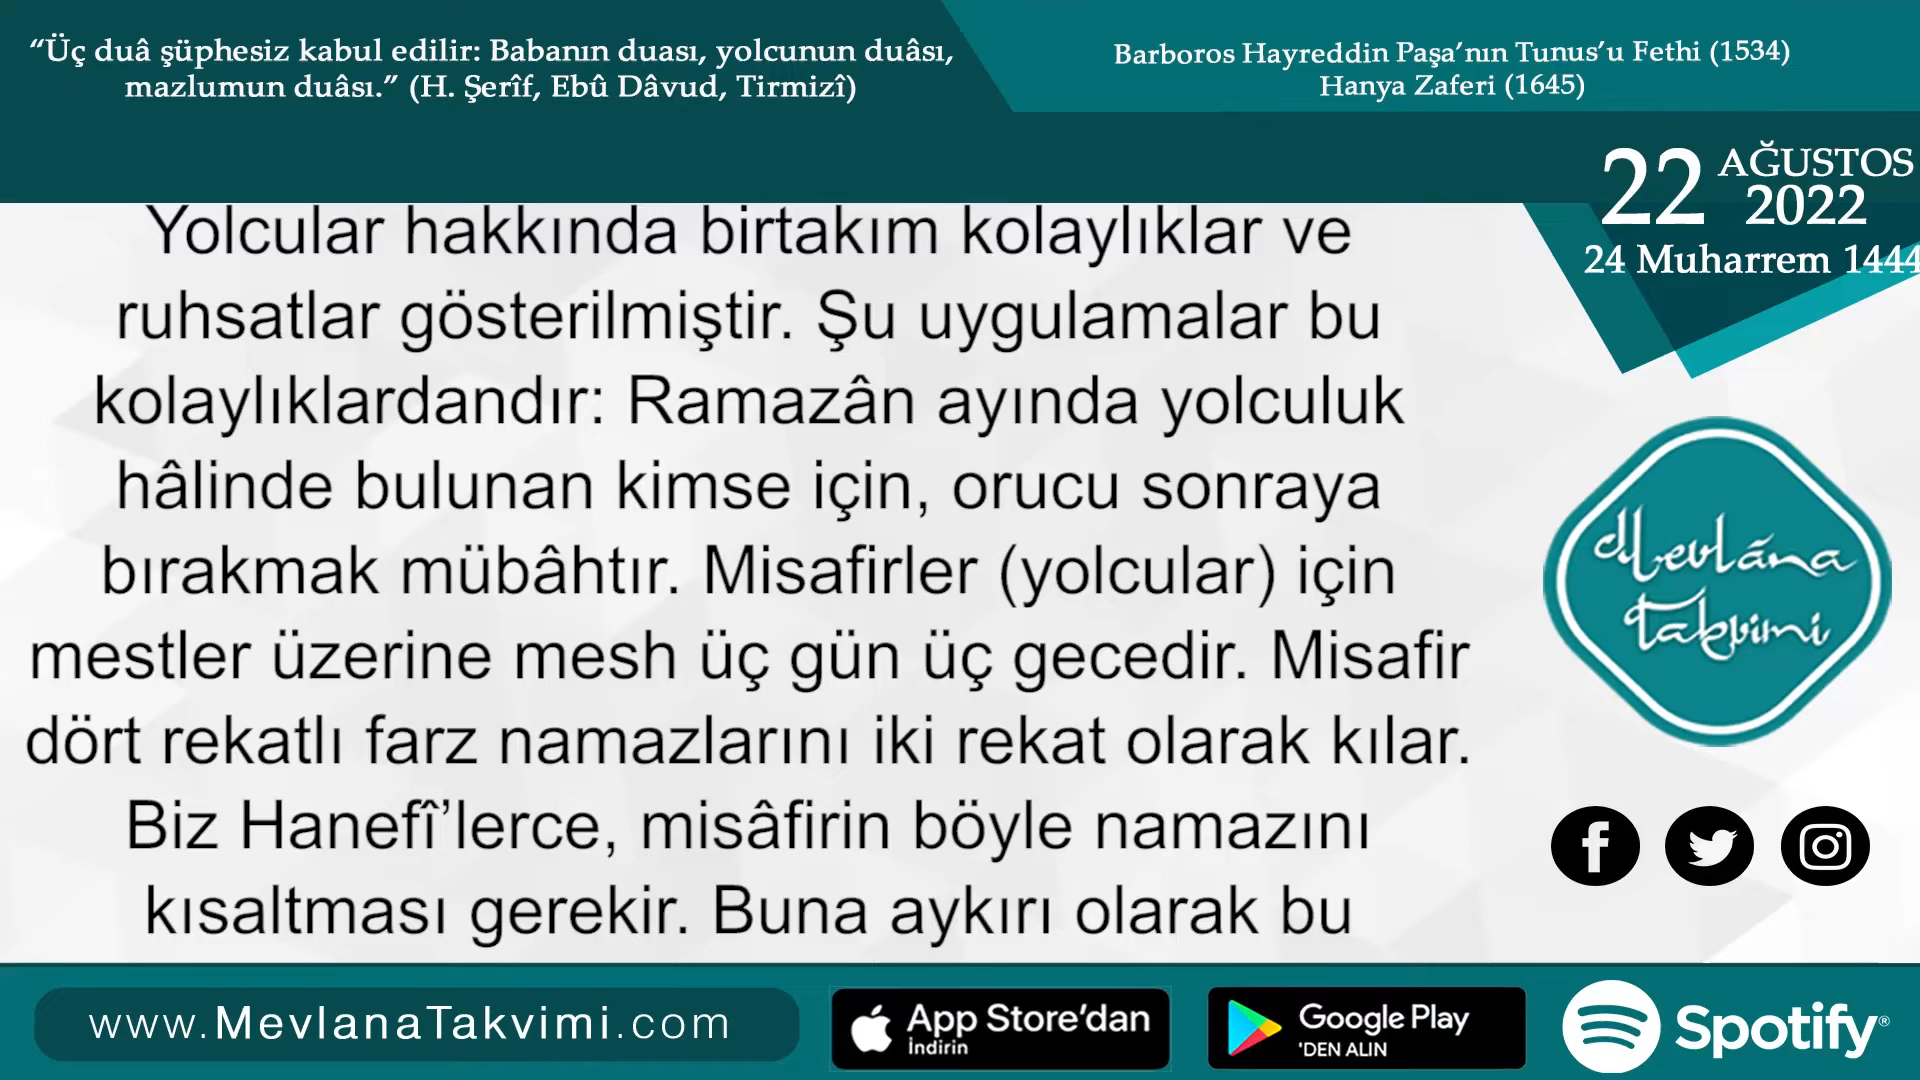 “Üç duâ şüphesiz kabul edilir: Babanın duası, yolcunun duâsı,
mazlumun duâsı.” (H. Şerîf, Ebû Dâvud, Tirmizî)
Barboros Hayreddin Paşa’nın Tunus’u Fethi (1534)
Hanya Zaferi (1645)
22 AĞUSTOS
2022
24 Muharrem 1444
Yolcular hakkında birtakım kolaylıklar ve
ruhsatlar gösterilmiştir. Şu uygulamalar bu
kolaylıklardandır: Ramazân ayında yolculuk
hâlinde bulunan kimse için, orucu sonraya
bırakmak mübâhtır. Misafirler (yolcular) için
mestler üzerine mesh üç gün üç gecedir. Misafir
dört rekatlı farz namazlarını iki rekat olarak kılar.
Biz Hanefî’lerce, misâfirin böyle namazını
kısaltması gerekir. Buna aykırı olarak bu
Mevlâna
Takvimi
www.MevlanaTakvimi.com
App Store’dan
İndirin
Google Play
'DEN ALIN
Spotify®